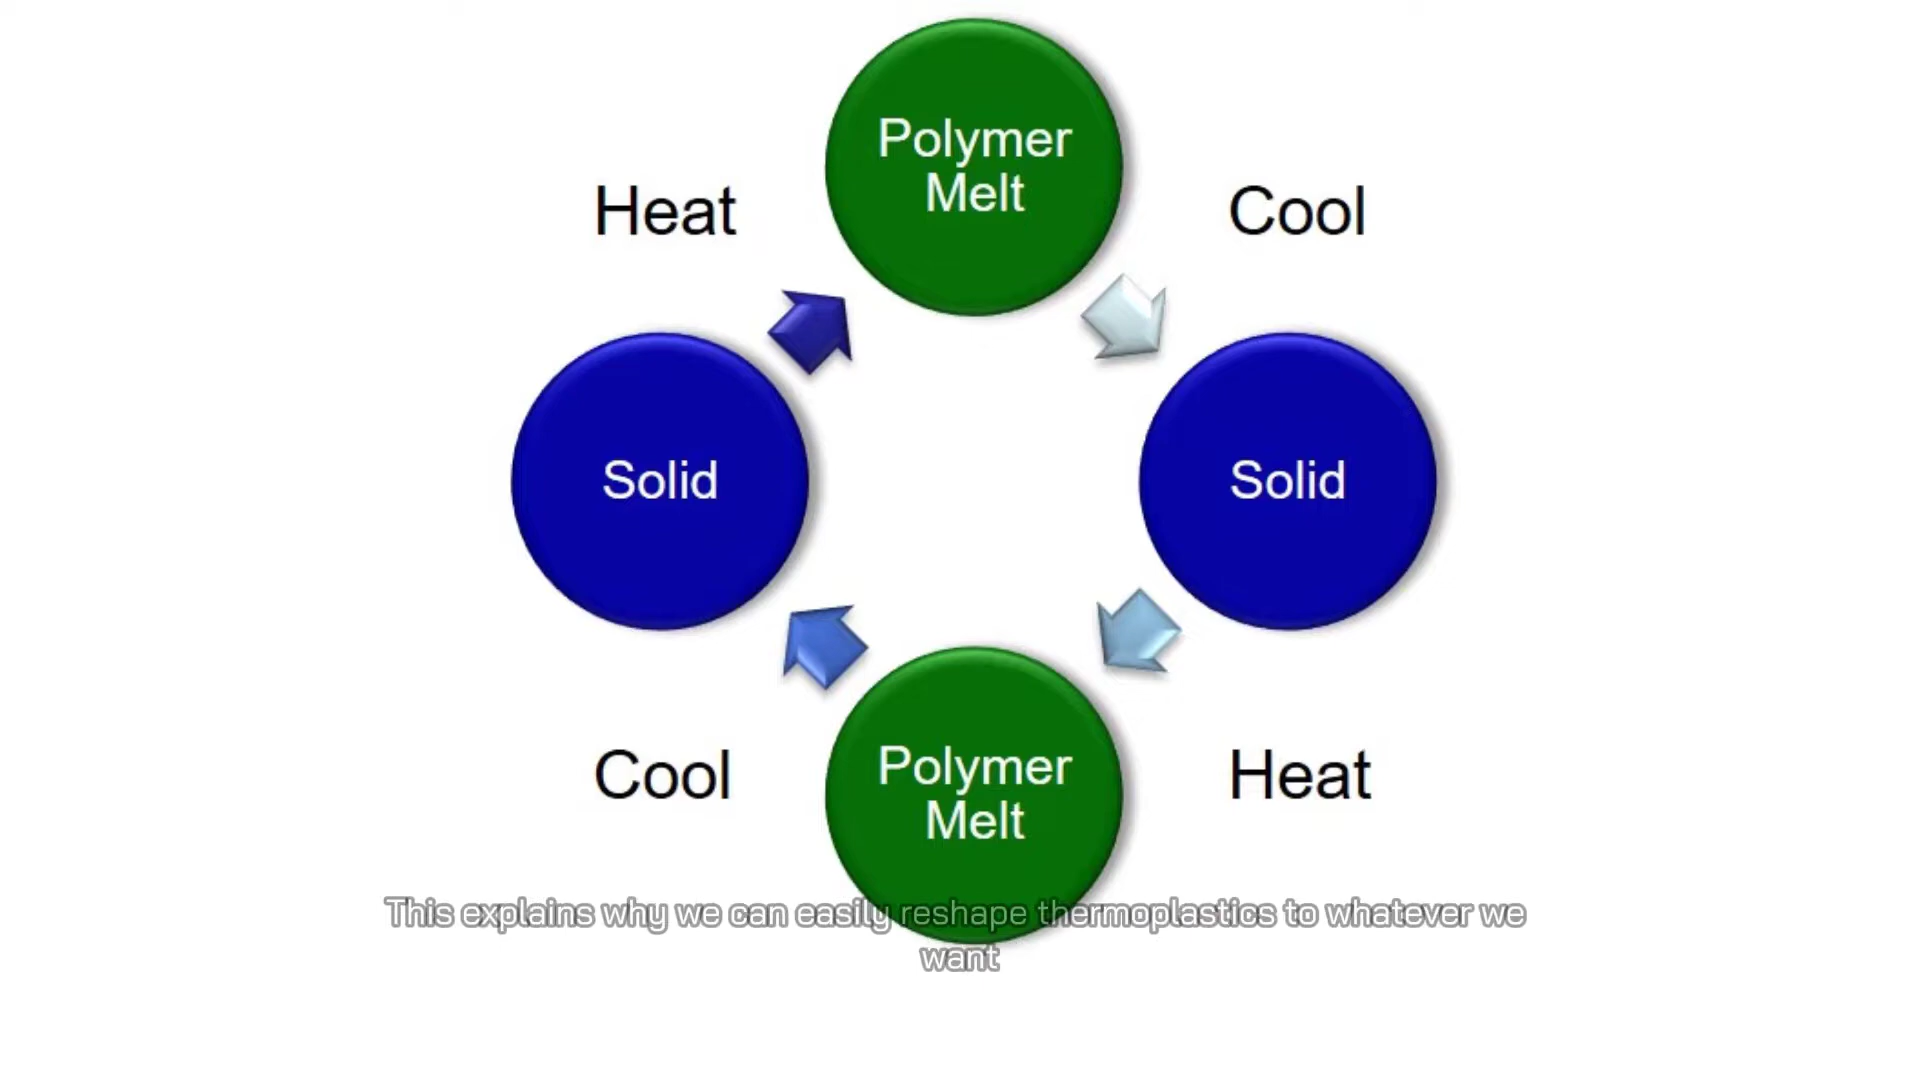 Polymer
Melt
Heat
Cool
Solid
Solid
Cool
Heat
Polymer
Melt
This explains why we can easily reshape thermoplastics to whatever we
want